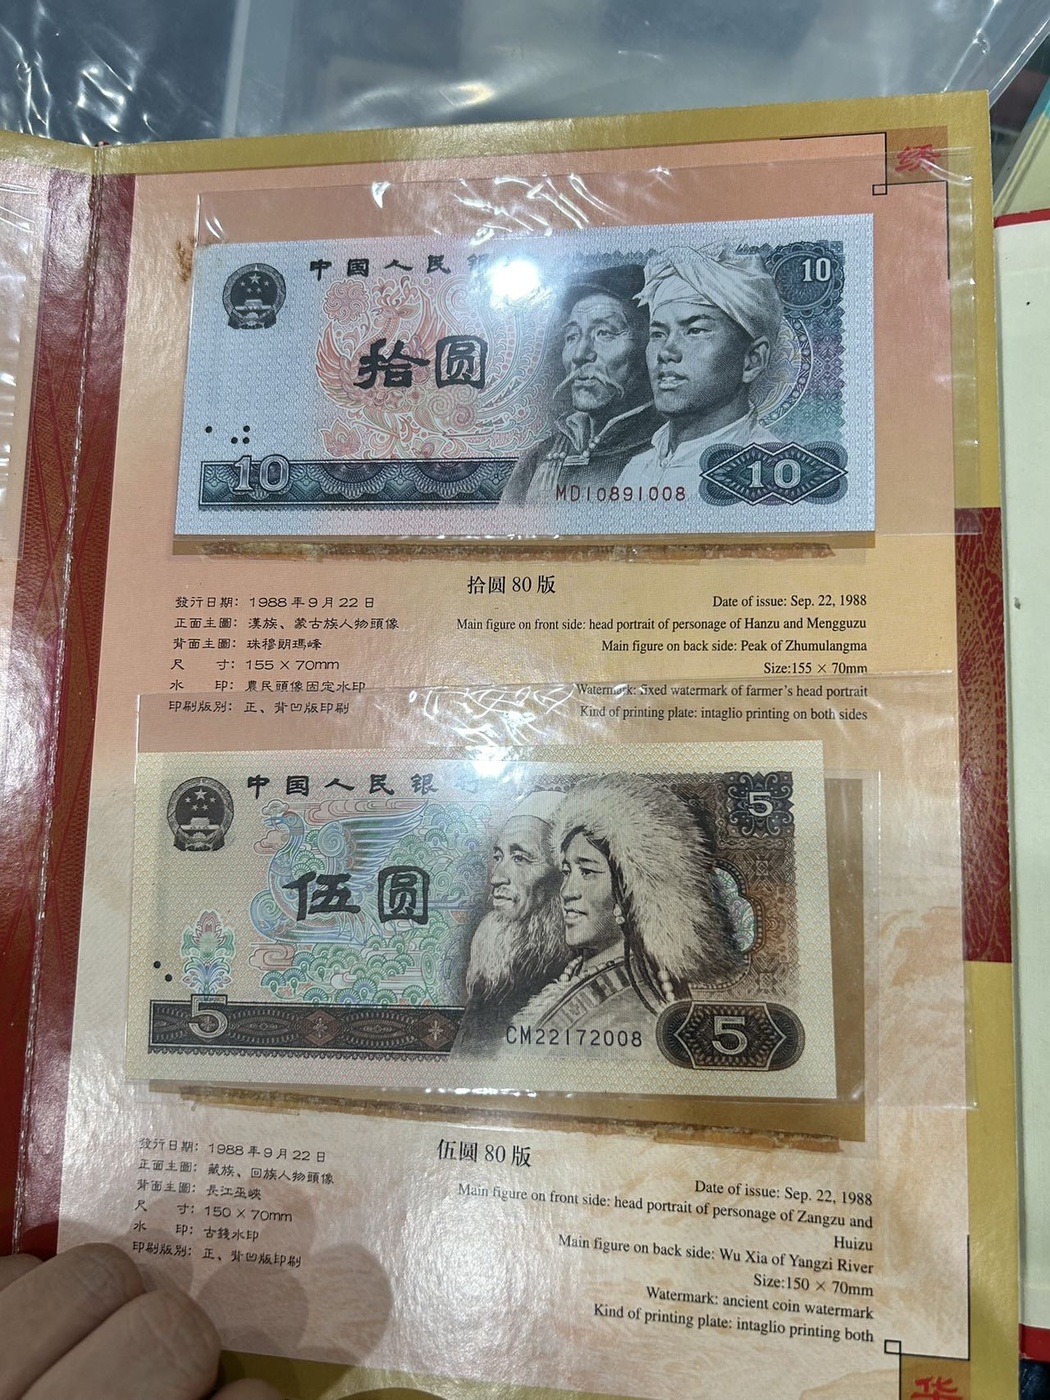 绣
中国人民银
10
拾圆
10
MD10891008
10
拾圓80版
發行日期: 1988年9月22日
正面主圖: 漢族、蒙古族人物頭像
背面主圖: 珠穆朗瑪峰
尺 寸: 155×70mm
水 印: 農民頭像固定水印
印刷版別: 正、背凹版印刷
Date of issue: Sep. 22, 1988
Main figure on front side: head portrait of personage of Hanzu and Mengguzu
Main figure on back side: Peak of Zhumulangma
Size:155 × 70mm
Watermark: fixed watermark of farmer's head portrait
Kind of printing plate: intaglio printing on both sides
中国人民银
5
伍圆
5
CM22172008
5
伍圓80版
發行日期: 1988年9月22日
正面主圖: 藏族、回族人物頭像
背面主圖: 長江巫峽
尺 寸: 150×70mm
水 印: 古錢水印
印刷版別: 正、背凹版印刷
Date of issue: Sep. 22, 1988
Main figure on front side: head portrait of personage of Zangzu and
Huizu
Main figure on back side: Wu Xia of Yangzi River
Size:150 × 70mm
Watermark: ancient coin watermark
Kind of printing plate: intaglio printing both
华